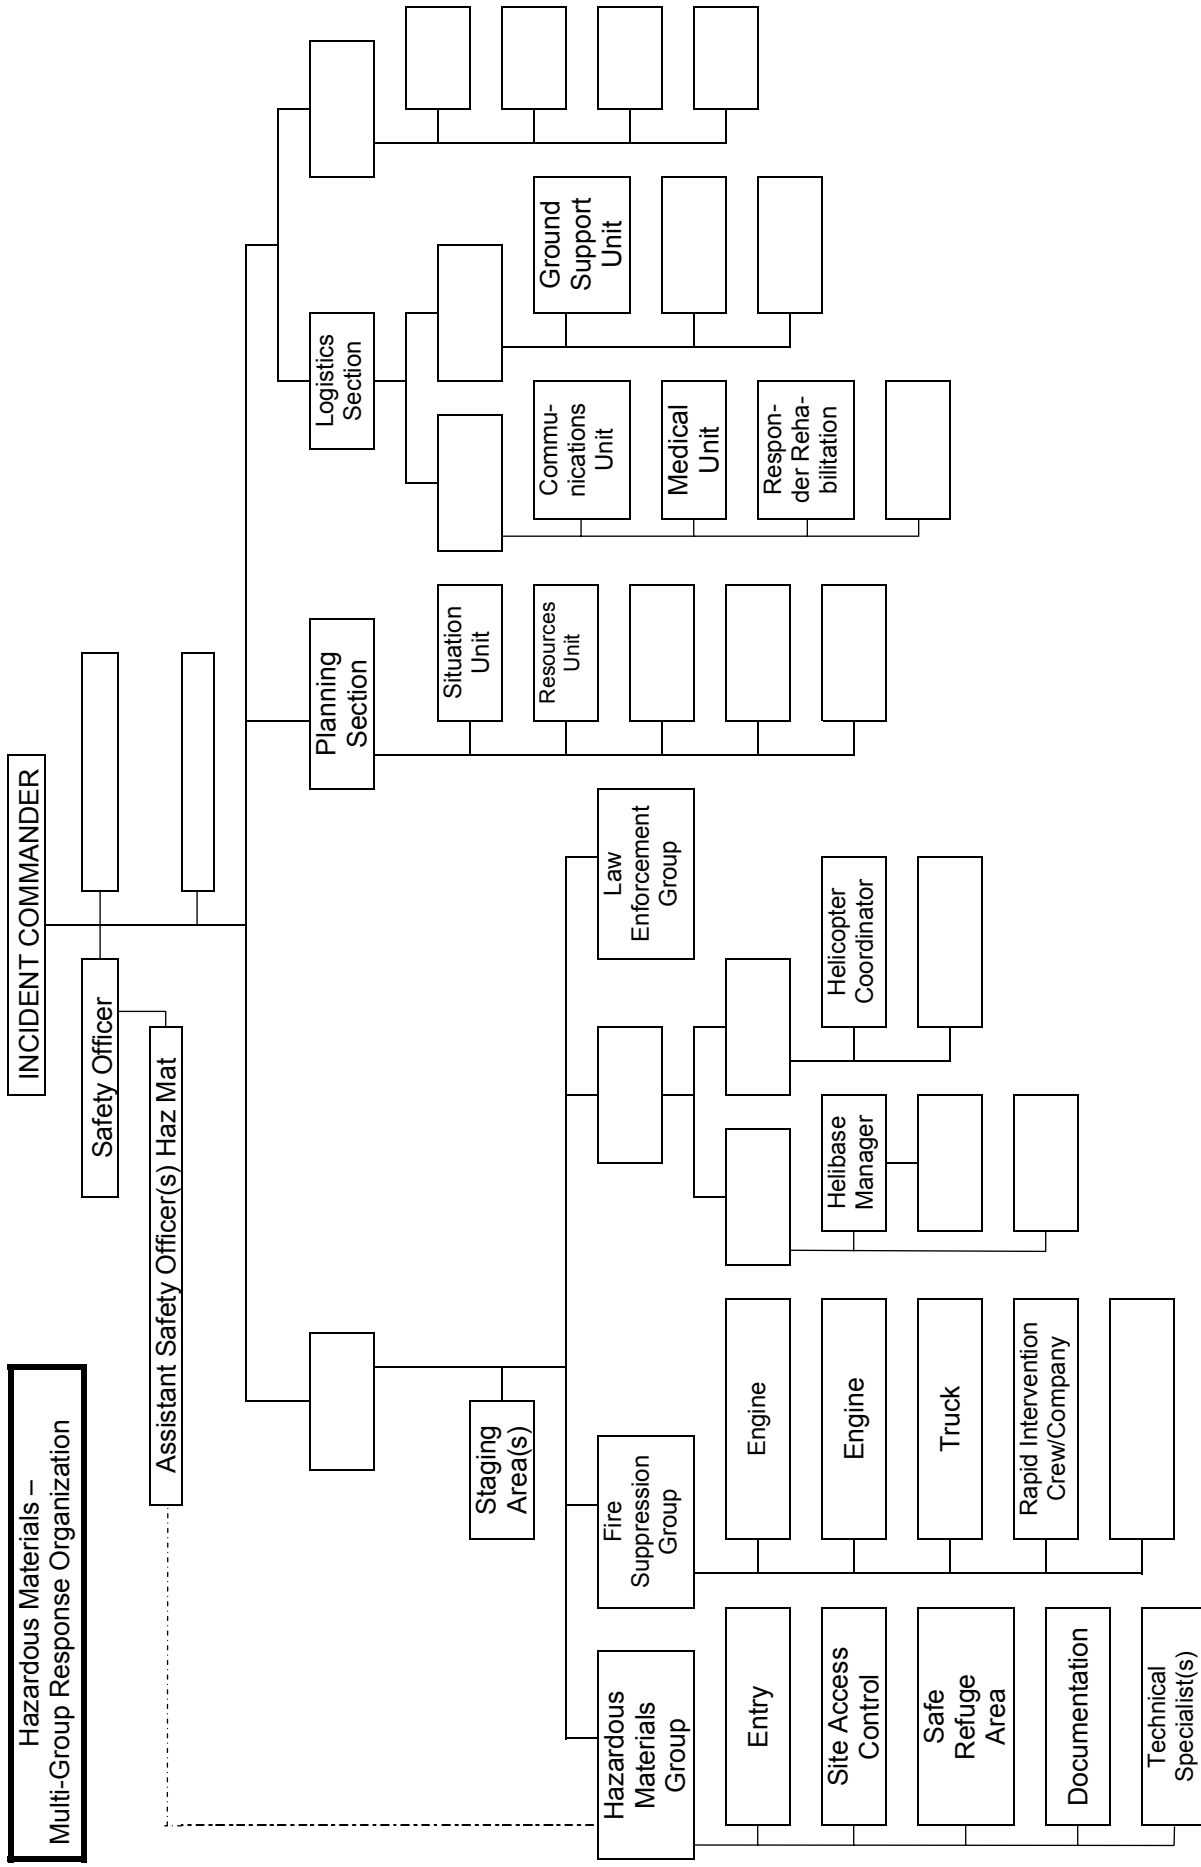 Hazardous Materials –
Multi-Group Response Organization
INCIDENT COMMANDER
Safety Officer
Assistant Safety Officer(s) Haz Mat
Planning
Section
Logistics
Section
Staging
Area(s)
Situation
Unit
Resources
Unit
Commu-
nications
Unit
Medical
Unit
Respon-
der Reha-
bilitation
Ground
Support
Unit
Hazardous
Materials
Group
Fire
Suppression
Group
Law
Enforcement
Group
Entry
Site Access
Control
Safe
Refuge
Area
Documentation
Technical
Specialist(s)
Engine
Engine
Truck
Rapid Intervention
Crew/Company
Helibase
Manager
Helicopter
Coordinator